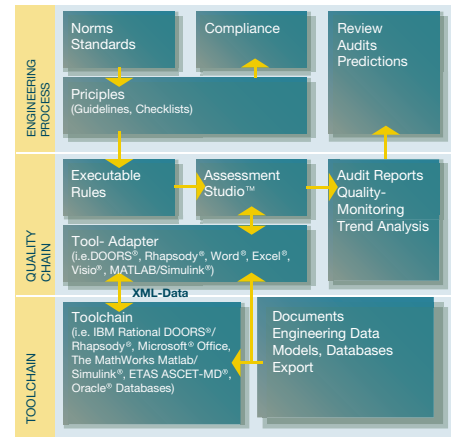 ENGINEERING
PROCESS
Norms
Standards
Compliance
Review
Audits
Predictions
Priciples
(Guidelines, Checklists)
QUALITY
CHAIN
Executable
Rules
Assessment
Studio™
Audit Reports
Quality-
Monitoring
Trend Analysis
Tool- Adapter
(i.e.DOORS®, Rhapsody®, Word®, Excel®,
Visio®, MATLAB/Simulink®)
XML-Data
TOOLCHAIN
Toolchain
(i.e. IBM Rational DOORS®/
Rhapsody®, Microsoft® Office,
The MathWorks Matlab/
Simulink®, ETAS ASCET-MD®,
Oracle® Databases)
Documents
Engineering Data
Models, Databases
Export